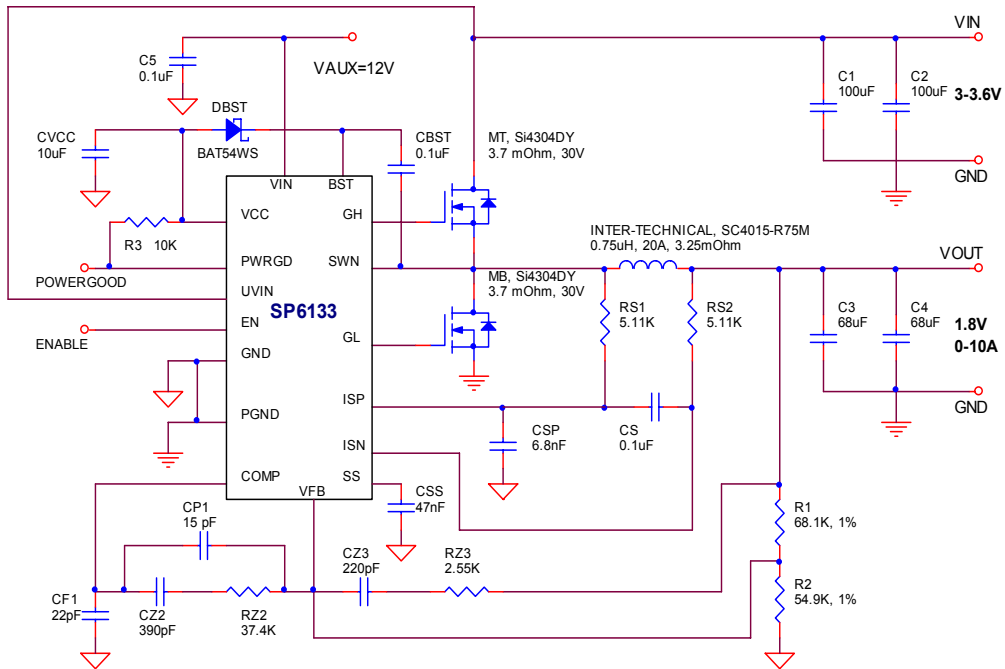 VIN
C5
0.1uF
VAUX=12V
C1
100uF
C2
100uF
3-3.6V
GND
DBST
BAT54WS
CVCC
10uF
CBST
0.1uF
MT, Si4304DY
3.7 mOhm, 30V
VIN
BST
VCC
GH
R3 10K
PWRGD
SWN
POWERGOOD
UVIN
SP6133
EN
ENABLE
GND
GL
PGND
ISP
ISN
COMP
SS
VFB
INTER-TECHNICAL, SC4015-R75M
0.75uH, 20A, 3.25mOhm
MB, Si4304DY
3.7 mOhm, 30V
RS1
5.11K
RS2
5.11K
VOUT
C3
68uF
C4
68uF
1.8V
0-10A
GND
CSP
6.8nF
CS
0.1uF
CSS
47nF
CP1
15 pF
CZ3
220pF
RZ3
2.55K
R1
68.1K, 1%
R2
54.9K, 1%
CF1
22pF
CZ2
390pF
RZ2
37.4K